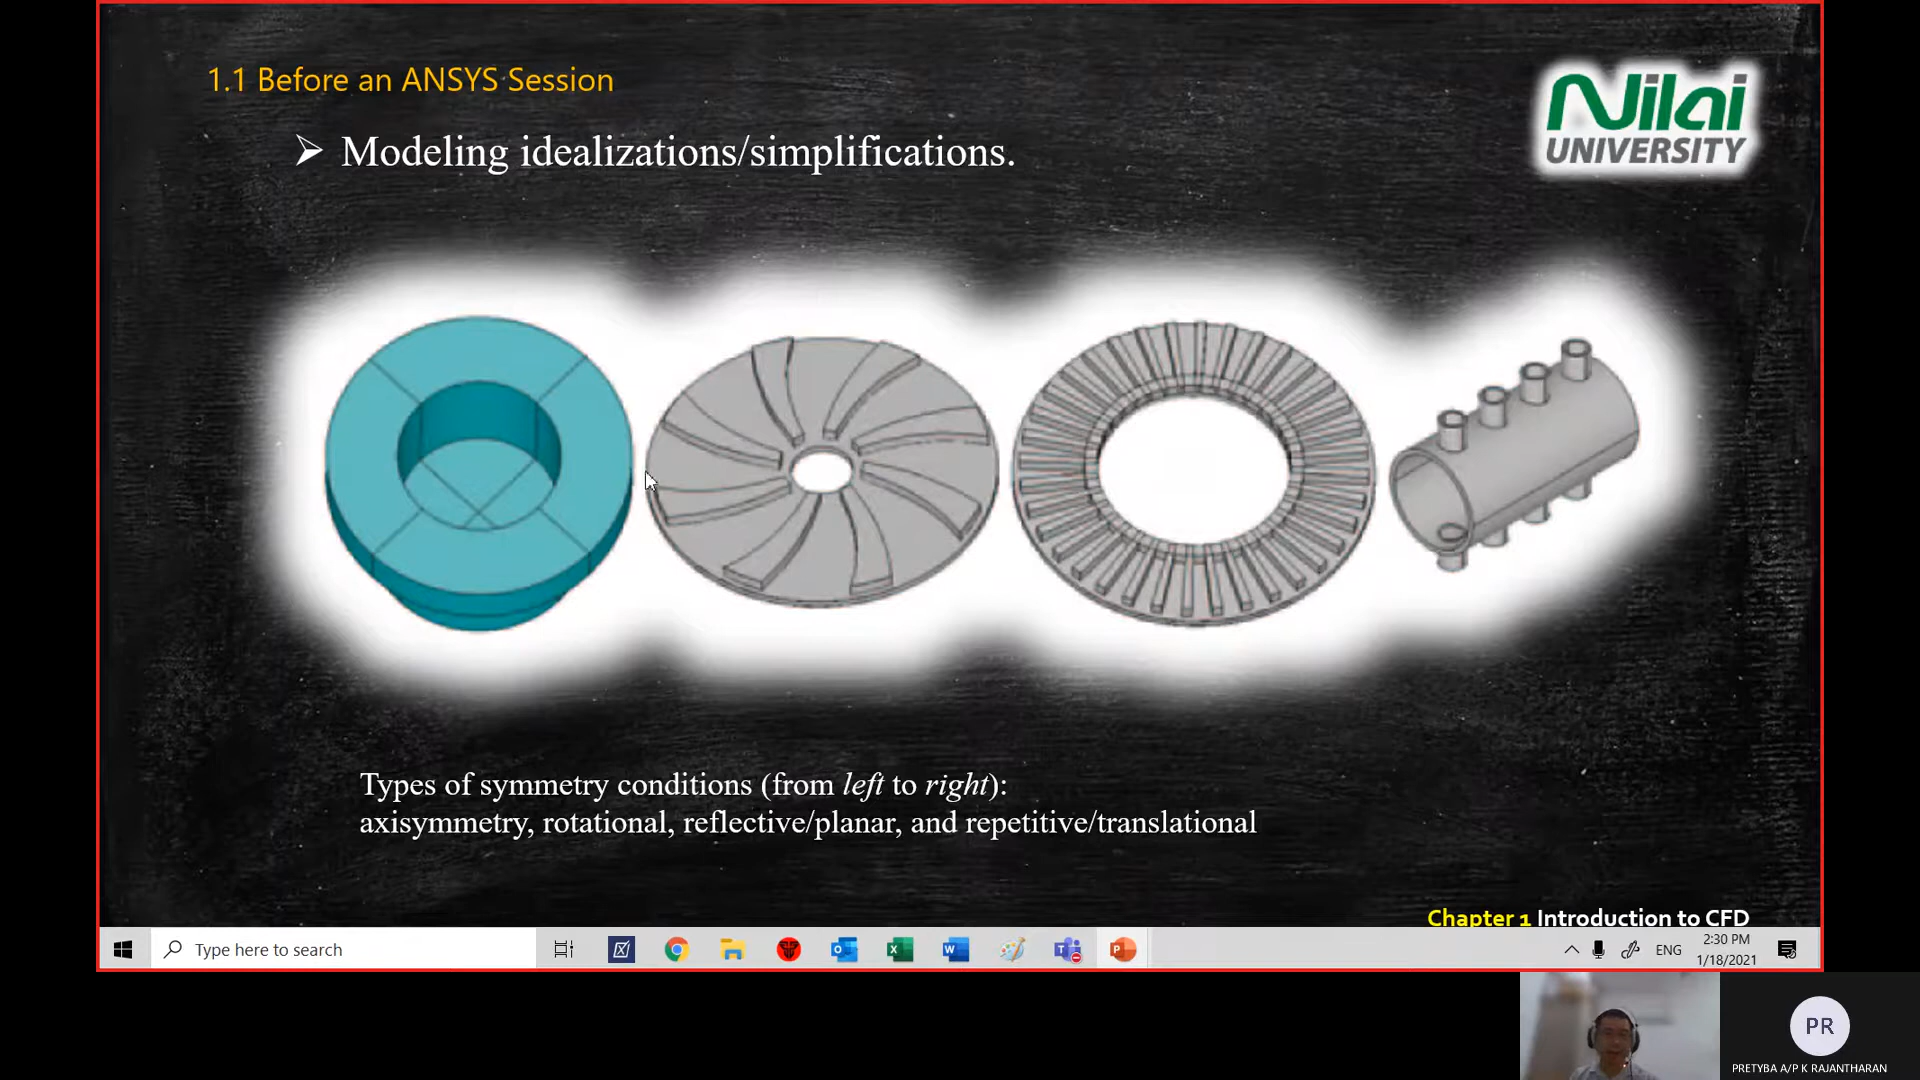 1.1 Before an ANSYS Session
➢ Modeling idealizations/simplifications.
Nilai
UNIVERSITY
Types of symmetry conditions (from left to right):
axisymmetry, rotational, reflective/planar, and repetitive/translational
Chapter 1 Introduction to CFD
Type here to search
ENG
2:30 PM
1/18/2021
PR
PRETYBA A/P K RAJANTHARAN